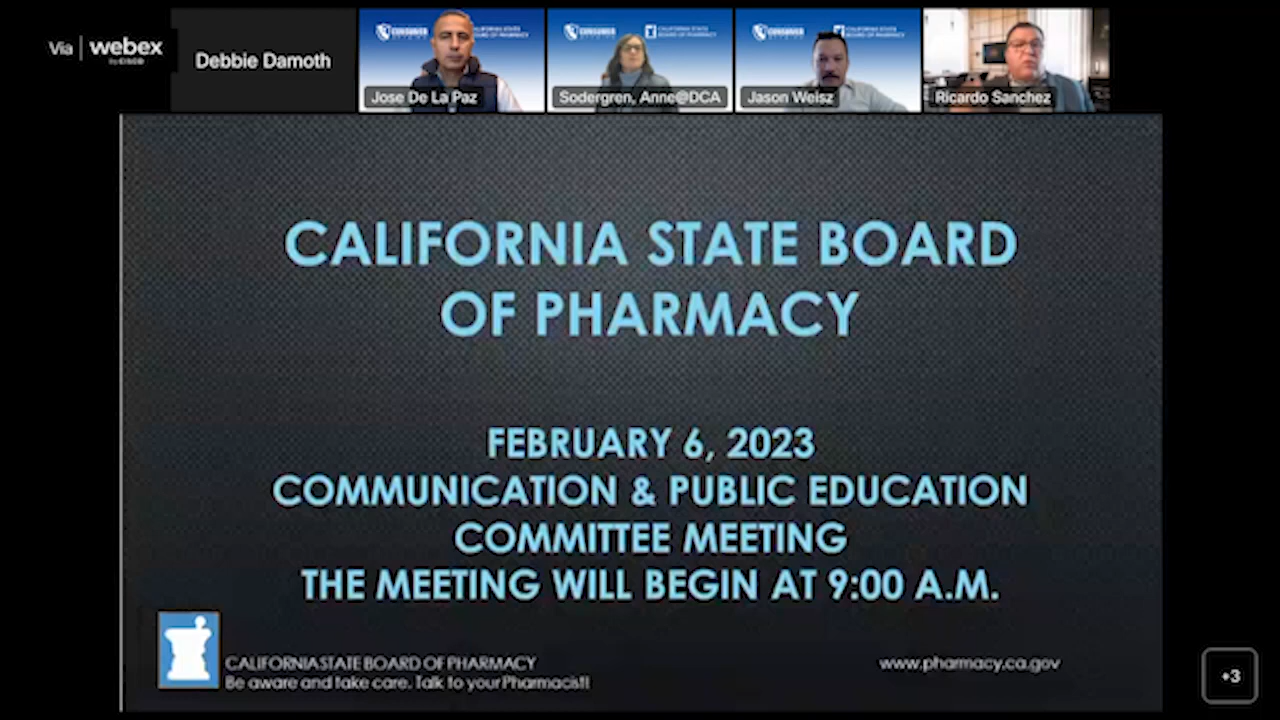 Via webex
by CISCO
Debbie Damoth
Jose De La Paz
Sodergren, Anne@DCA
Jason Weisz
Ricardo Sanchez
CALIFORNIA STATE BOARD
OF PHARMACY
FEBRUARY 6, 2023
COMMUNICATION & PUBLIC EDUCATION
COMMITTEE MEETING
THE MEETING WILL BEGIN AT 9:00 A.M.
CALIFORNIA STATE BOARD OF PHARMACY
Be aware and take care. Talk to your Pharmacist!
www.pharmacy.ca.gov
+3